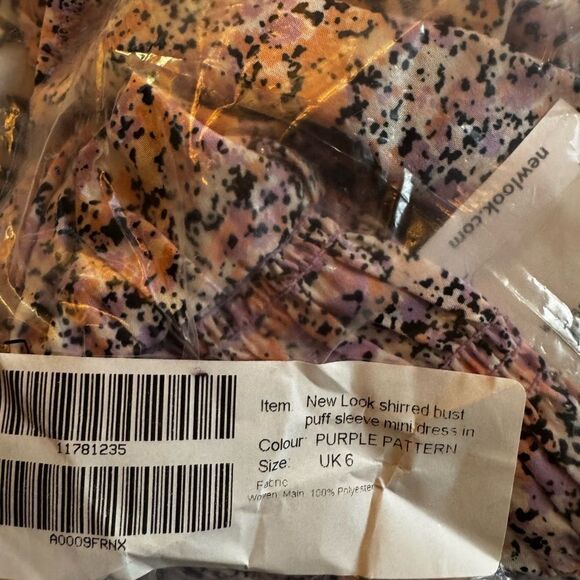 newlook.com
Item: New Look shirred bust
puff sleeve mini dress in
Colour: PURPLE PATTERN
Size: UK 6
Fabric
Woven: Main: 100% Polyester
11781235
A0009FRNX